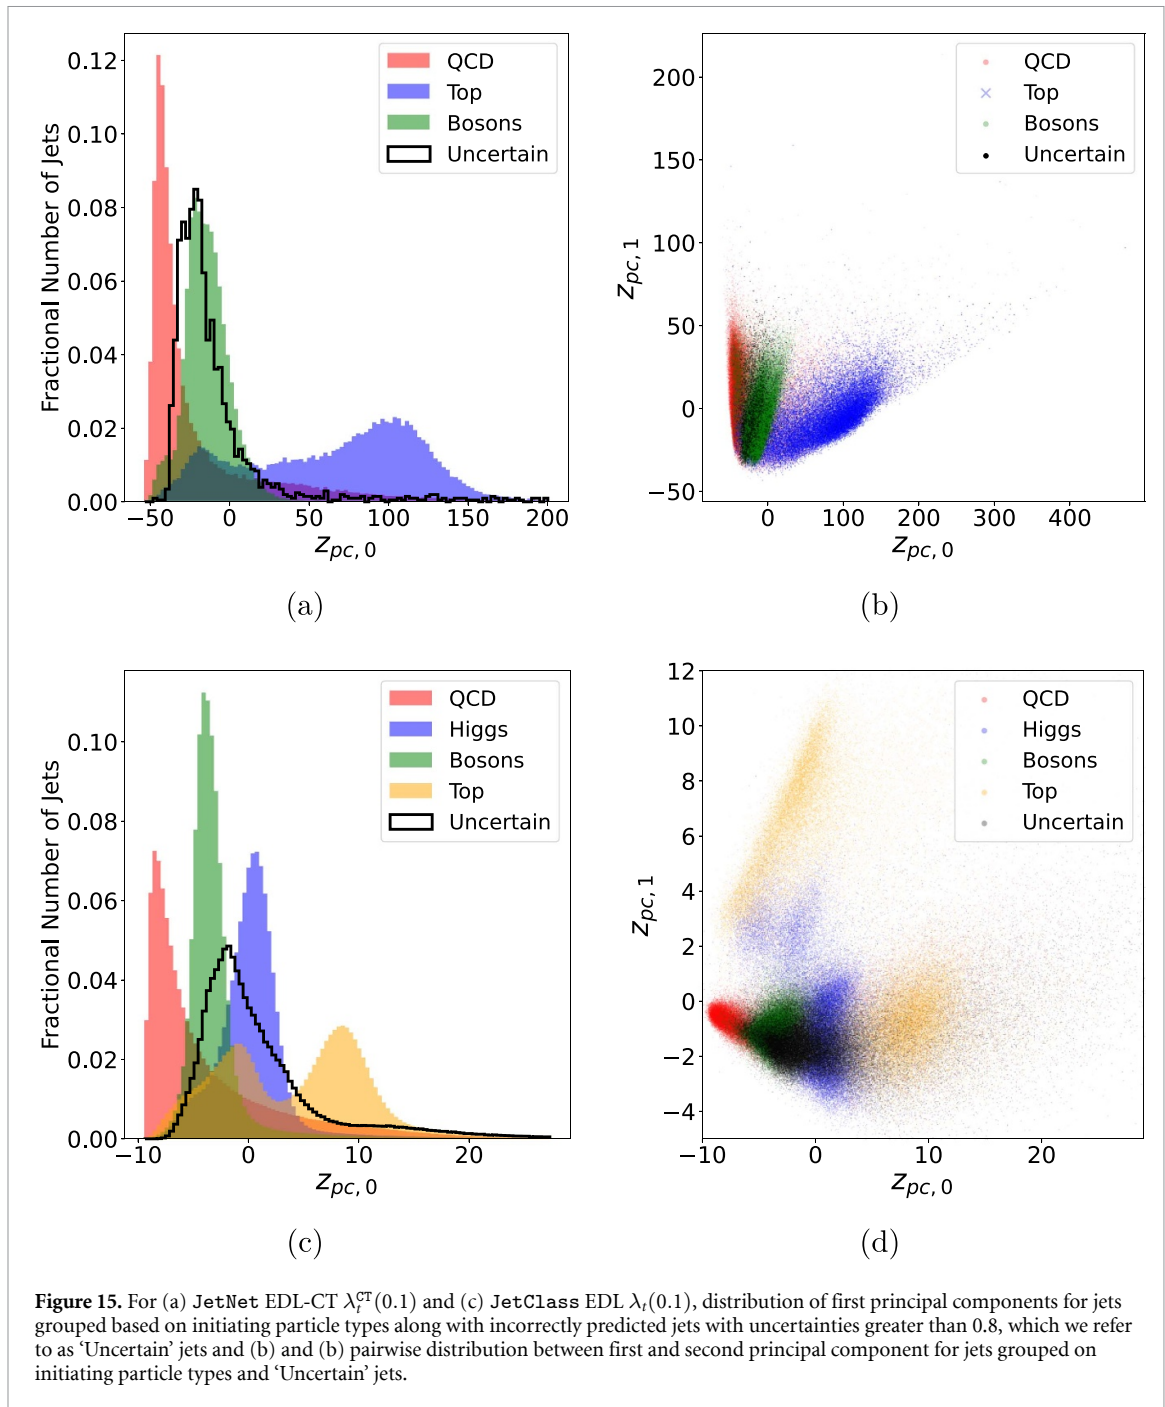 0.12
0.10
0.08
0.06
0.04
0.02
0.00
Fractional Number of Jets
−50 0 50 100 150 200
z_{pc, 0}
QCD
Top
Bosons
Uncertain
(a)
200
150
100
50
0
−50
z_{pc, 1}
0 100 200 300 400
z_{pc, 0}
QCD
Top
Bosons
Uncertain
(b)
0.10
0.08
0.06
0.04
0.02
0.00
Fractional Number of Jets
−10 0 10 20
z_{pc, 0}
QCD
Higgs
Bosons
Top
Uncertain
(c)
12
10
8
6
4
2
0
−2
−4
z_{pc, 1}
−10 0 10 20
z_{pc, 0}
QCD
Higgs
Bosons
Top
Uncertain
(d)
Figure 15. For (a) JetNet EDL-CT λ_t^{CT}(0.1) and (c) JetClass EDL λ_t(0.1), distribution of first principal components for jets
grouped based on initiating particle types along with incorrectly predicted jets with uncertainties greater than 0.8, which we refer
to as ‘Uncertain’ jets and (b) and (b) pairwise distribution between first and second principal component for jets grouped on
initiating particle types and ‘Uncertain’ jets.